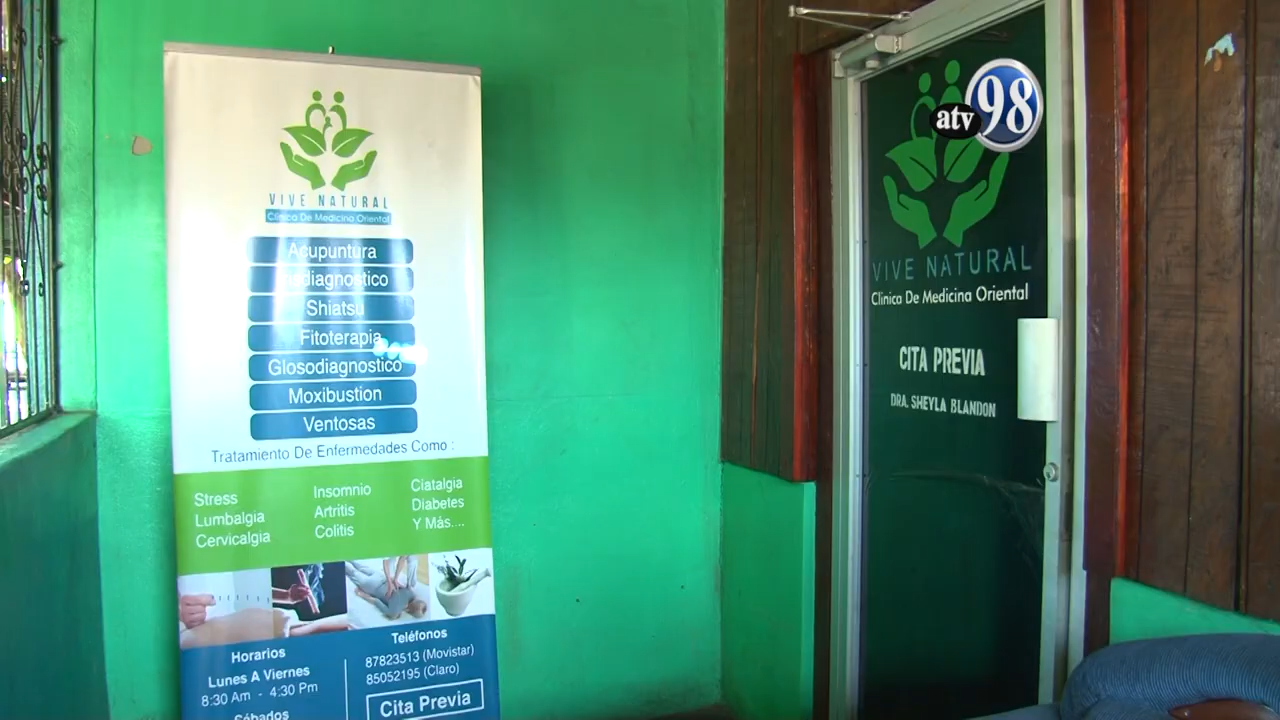 VIVE NATURAL
Clinica De Medicina Oriental
Acupuntura
diagnostico
Shiatsu
Fitoterapia
Glosodiagnostico
Moxibustion
Ventosas
Tratamiento De Enfermedades Como :
Stress
Lumbalgia
Cervicalgia
Insomnio
Artritis
Colitis
Ciatalgia
Diabetes
Y Más....
Horarios
Lunes A Viernes
8:30 Am - 4:30 Pm
Sábados
Teléfonos
87823513 (Movistar)
85052195 (Claro)
Cita Previa
atv 98
VIVE NATURAL
Clinica De Medicina Oriental
CITA PREVIA
DRA. SHEYLA BLANDON